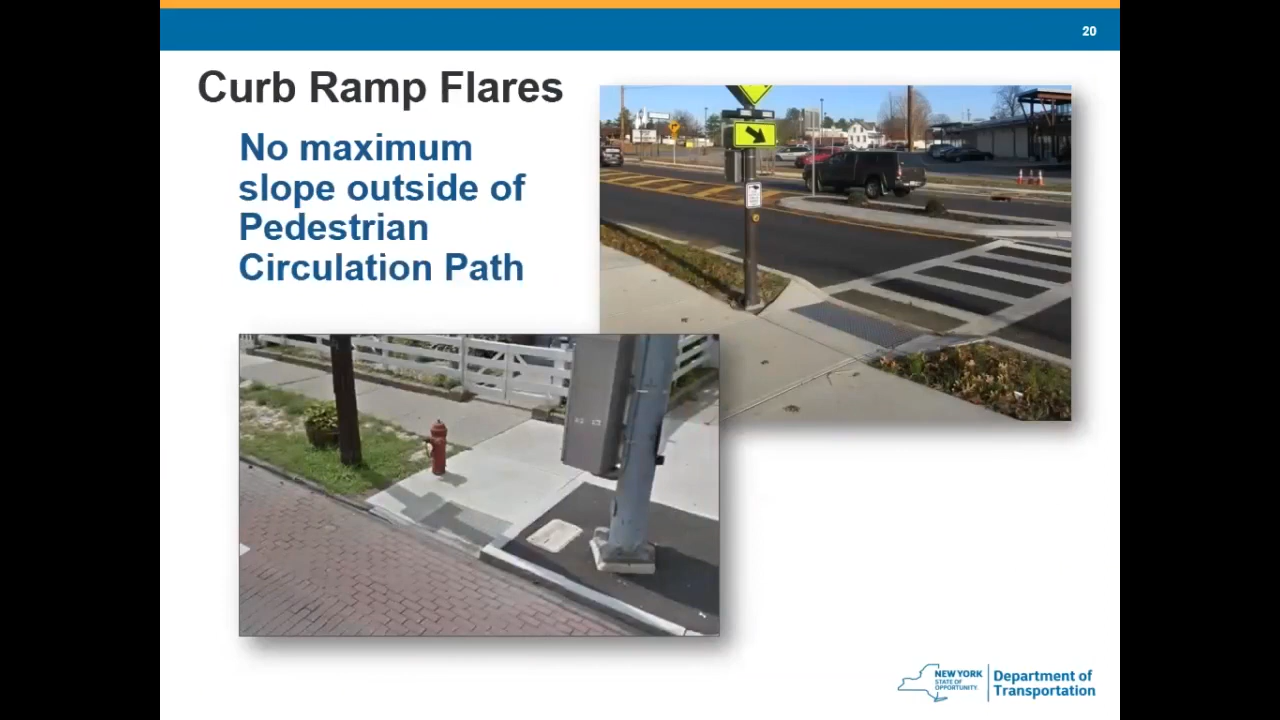 20
Curb Ramp Flares
No maximum
slope outside of
Pedestrian
Circulation Path
NEW YORK
STATE OF
OPPORTUNITY.
Department of
Transportation